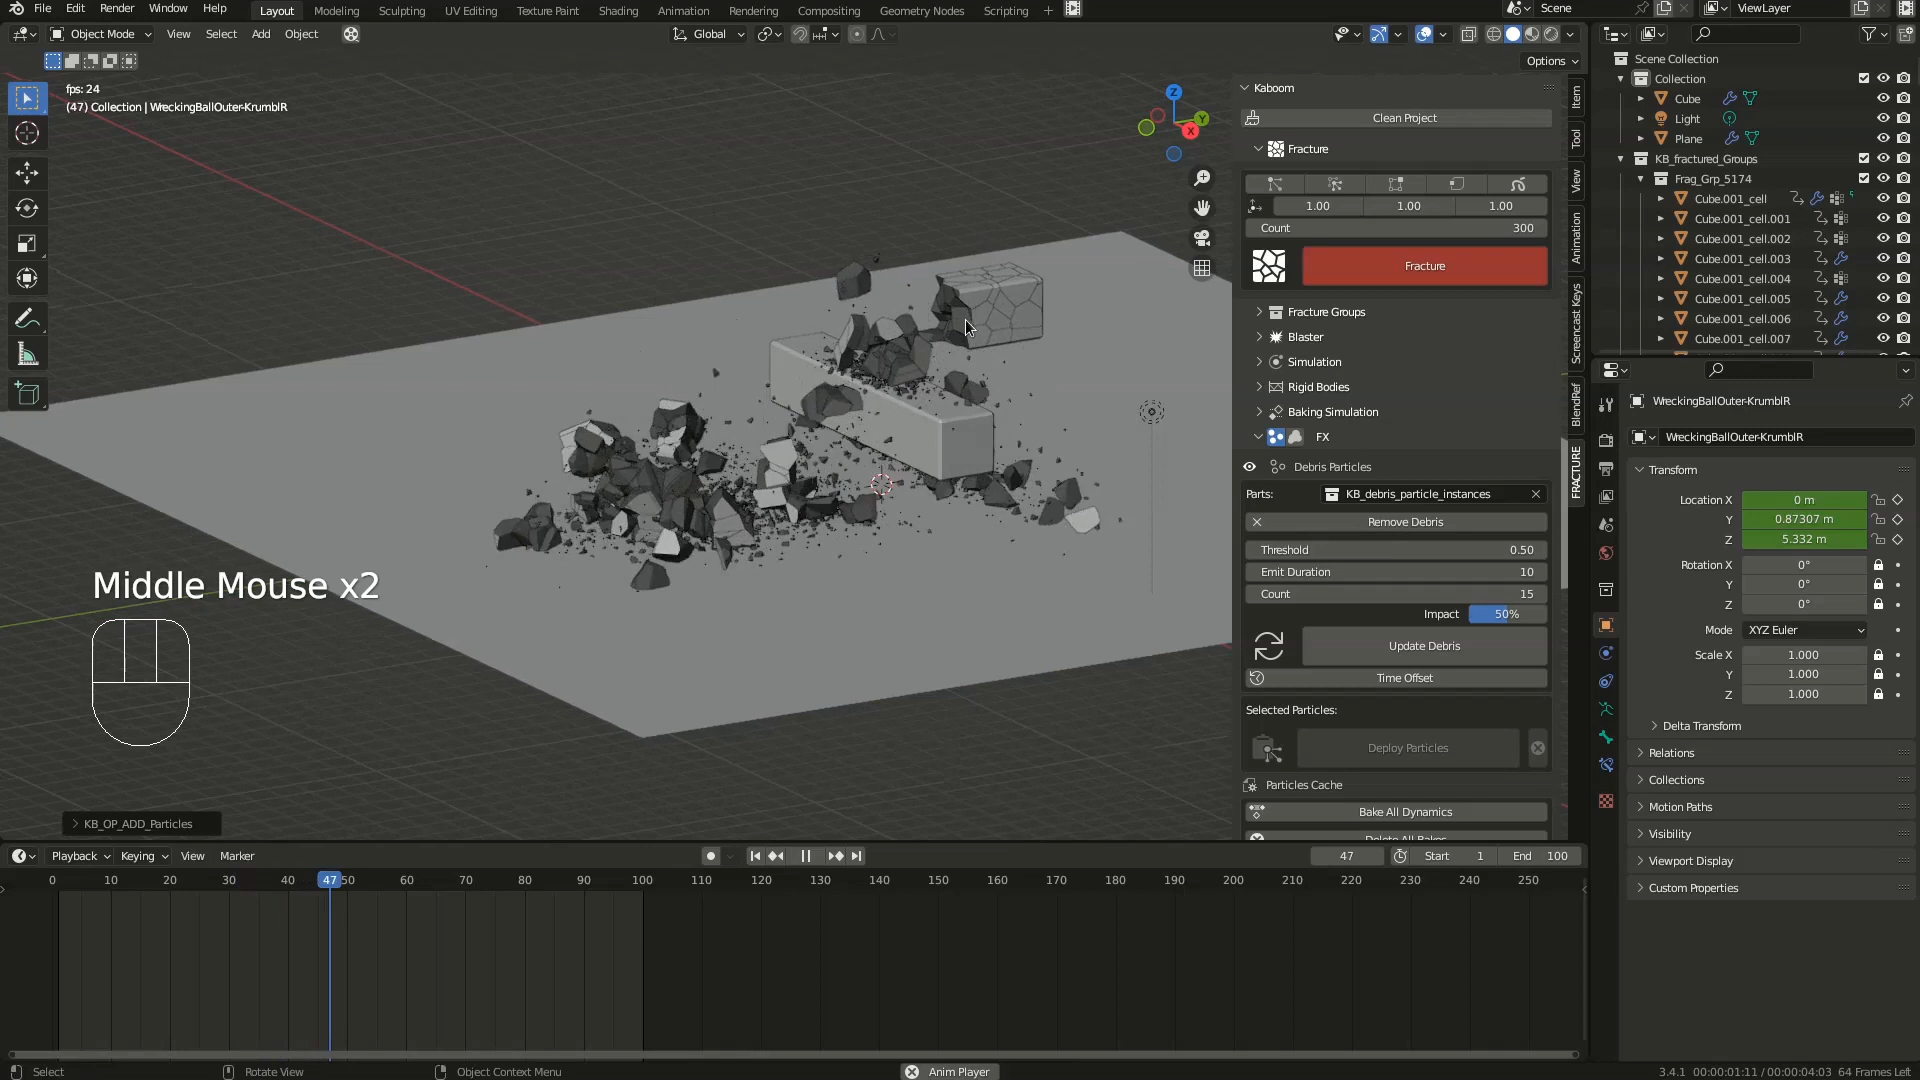 File Edit Render Window Help
Layout Modeling Sculpting UV Editing Texture Paint Shading Animation Rendering Compositing Geometry Nodes Scripting +
Scene
ViewLayer
Object Mode View Select Add Object
Global
Options
fps: 24
(47) Collection | WreckingBallOuter-KrumblR
Z
Y
X
Middle Mouse x2
KB_OP_ADD_Particles
Kaboom
Clean Project
Fracture
1.00 1.00 1.00
Count 300
Fracture
Fracture Groups
Blaster
Simulation
Rigid Bodies
Baking Simulation
FX
Debris Particles
Parts: KB_debris_particle_instances
Remove Debris
Threshold 0.50
Emit Duration 10
Count 15
Impact 50%
Update Debris
Time Offset
Selected Particles:
Deploy Particles
Particles Cache
Bake All Dynamics
Delete All Bakes
Item
Tool
View
Animation
Screencast Keys
BlendRef
FRACTURE
Scene Collection
Collection
Cube
Light
Plane
KB_fractured_Groups
Frag_Grp_5174
Cube.001_cell
Cube.001_cell.001
Cube.001_cell.002
Cube.001_cell.003
Cube.001_cell.004
Cube.001_cell.005
Cube.001_cell.006
Cube.001_cell.007
WreckingBallOuter-KrumblR
WreckingBallOuter-KrumblR
Transform
Location X 0 m
Y 0.87307 m
Z 5.332 m
Rotation X 0°
Y 0°
Z 0°
Mode XYZ Euler
Scale X 1.000
Y 1.000
Z 1.000
Delta Transform
Relations
Collections
Motion Paths
Visibility
Viewport Display
Custom Properties
Playback Keying View Marker
47 Start 1 End 100
0 10 20 30 40 47 50 60 70 80 90 100 110 120 130 140 150 160 170 180 190 200 210 220 230 240 250
Select Rotate View Object Context Menu Anim Player 3.4.1 00:00:01:11 / 00:00:04:03 64 Frames Left